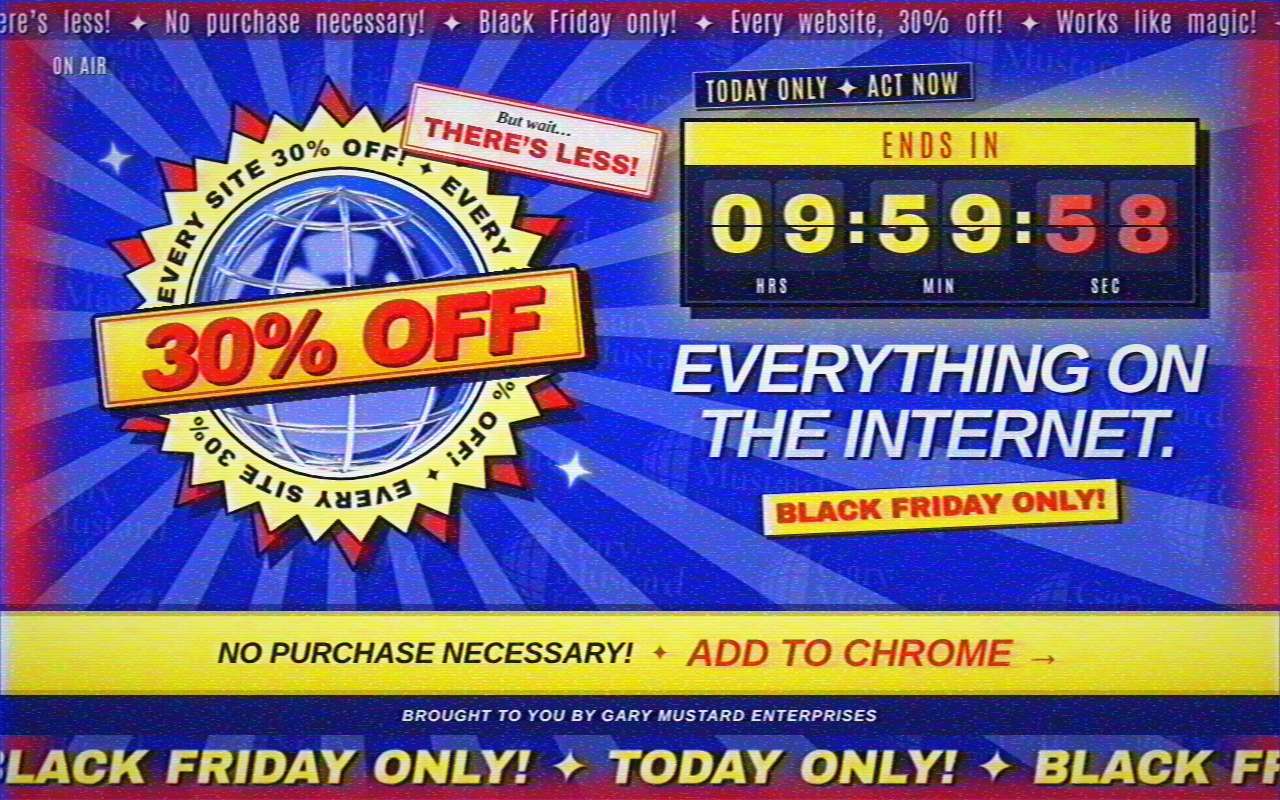 ere's less! ✦ No purchase necessary! ✦ Black Friday only! ✦ Every website, 30% off! ✦ Works like magic!
ON AIR
TODAY ONLY ✦ ACT NOW
But wait...
THERE'S LESS!
EVERY SITE 30% OFF! ✦ EVERY
30% OFF
% OFF! ✦ EVERY SITE 30%
ENDS IN
09:59:58
HRS MIN SEC
EVERYTHING ON
THE INTERNET.
BLACK FRIDAY ONLY!
NO PURCHASE NECESSARY! ✦ ADD TO CHROME →
BROUGHT TO YOU BY GARY MUSTARD ENTERPRISES
BLACK FRIDAY ONLY! ✦ TODAY ONLY! ✦ BLACK FR
Gary Mustard